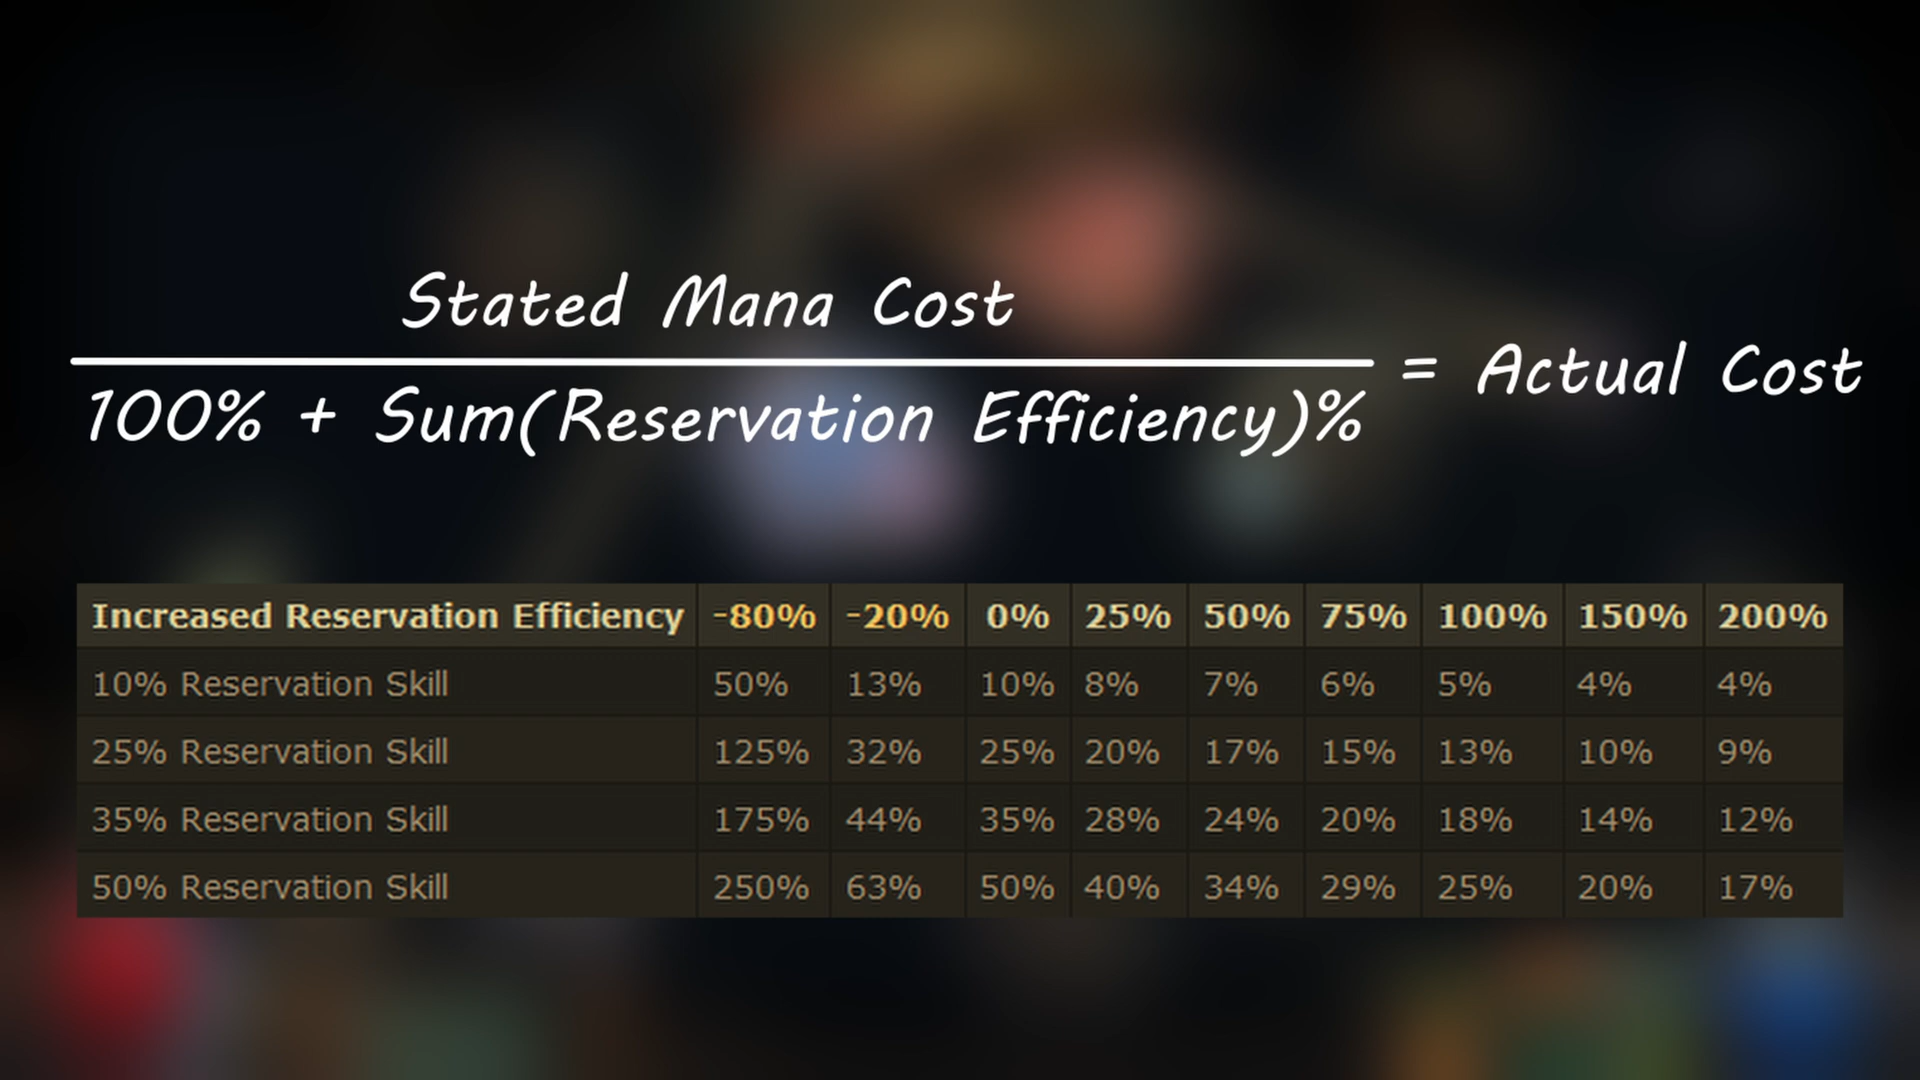 Stated Mana Cost
100% + Sum(Reservation Efficiency)%
= Actual Cost
Increased Reservation Efficiency -80% -20% 0% 25% 50% 75% 100% 150% 200%
10% Reservation Skill 50% 13% 10% 8% 7% 6% 5% 4% 4%
25% Reservation Skill 125% 32% 25% 20% 17% 15% 13% 10% 9%
35% Reservation Skill 175% 44% 35% 28% 24% 20% 18% 14% 12%
50% Reservation Skill 250% 63% 50% 40% 34% 29% 25% 20% 17%